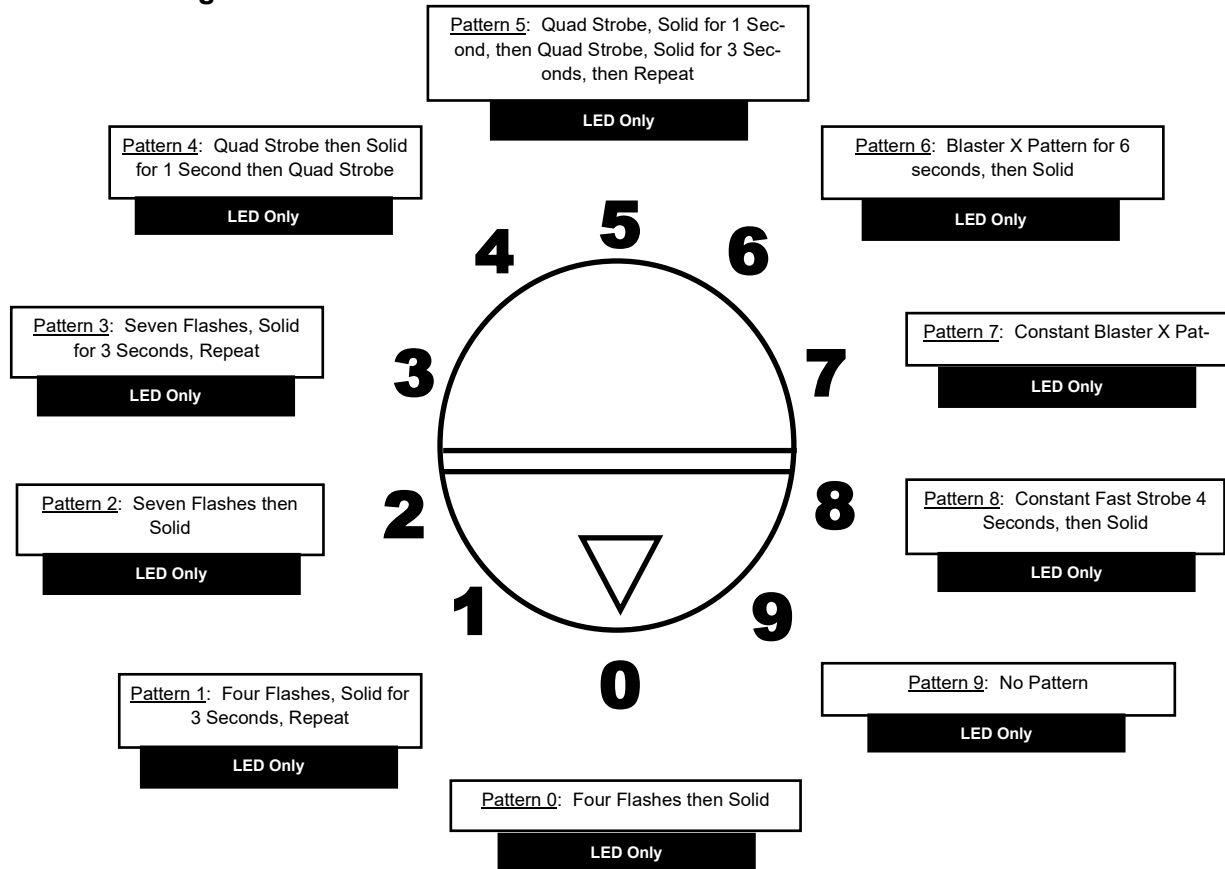 Pattern 5: Quad Strobe, Solid for 1 Sec-
ond, then Quad Strobe, Solid for 3 Sec-
onds, then Repeat
LED Only
Pattern 4: Quad Strobe then Solid
for 1 Second then Quad Strobe
LED Only
Pattern 6: Blaster X Pattern for 6
seconds, then Solid
LED Only
5
4
6
Pattern 3: Seven Flashes, Solid
for 3 Seconds, Repeat
LED Only
3
7
Pattern 7: Constant Blaster X Pat-
LED Only
Pattern 2: Seven Flashes then
Solid
LED Only
2
8
Pattern 8: Constant Fast Strobe 4
Seconds, then Solid
LED Only
1
9
0
Pattern 1: Four Flashes, Solid for
3 Seconds, Repeat
LED Only
Pattern 9: No Pattern
LED Only
Pattern 0: Four Flashes then Solid
LED Only